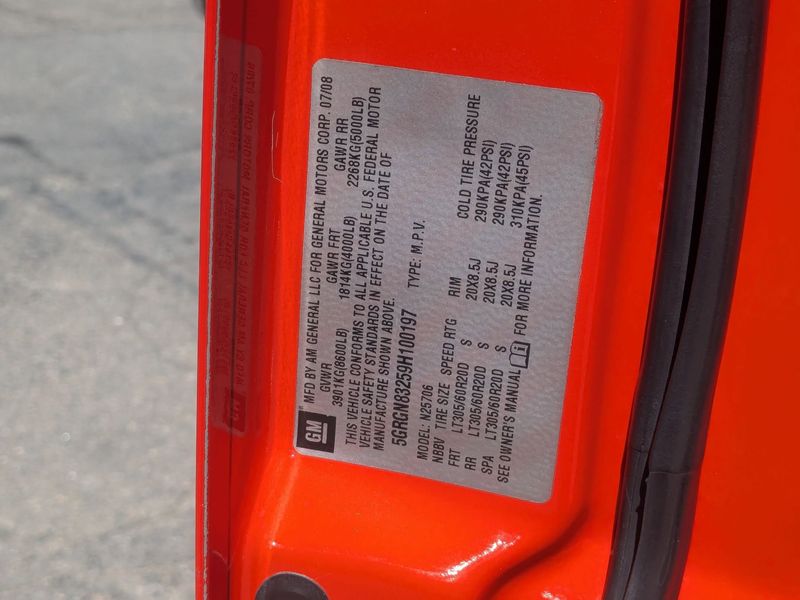 GM
MFD BY AM GENERAL LLC FOR GENERAL MOTORS CORP. 07/08
GVWR GAWR FRT GAWR RR
3901KG(8600LB) 1814KG(4000LB) 2268KG(5000LB)
THIS VEHICLE CONFORMS TO ALL APPLICABLE U.S. FEDERAL MOTOR
VEHICLE SAFETY STANDARDS IN EFFECT ON THE DATE OF
MANUFACTURE SHOWN ABOVE.
5GRGN83259H100197 TYPE: M.P.V.
MODEL: N25706
NBBV TIRE SIZE SPEED RTG RIM COLD TIRE PRESSURE
FRT LT305/60R20D S 20X8.5J 290KPA(42PSI)
RR LT305/60R20D S 20X8.5J 290KPA(42PSI)
SPA LT305/60R20D S 20X8.5J 310KPA(45PSI)
SEE OWNER'S MANUAL FOR MORE INFORMATION.